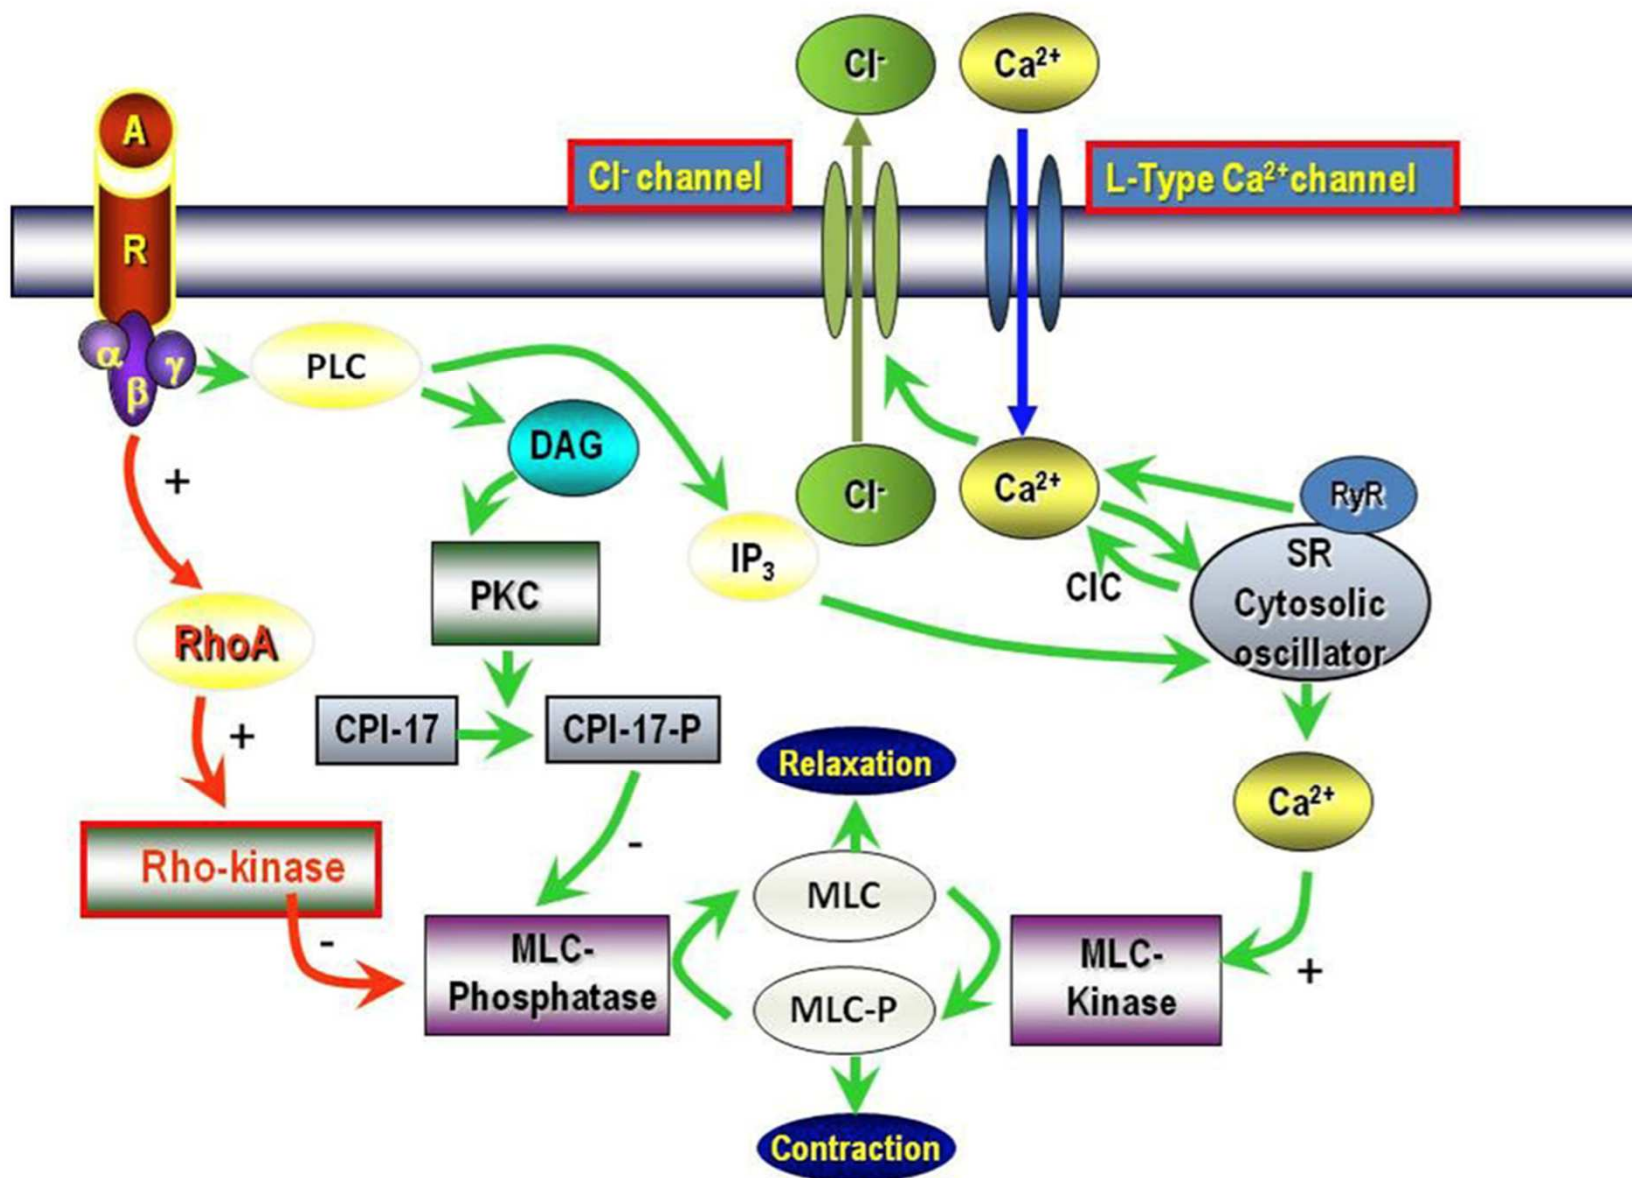 Cl⁻
Ca²⁺
A
Cl⁻ channel
L-Type Ca²⁺channel
R
α
β
γ
PLC
DAG
+
Cl⁻
Ca²⁺
RyR
IP₃
CIC
SR
Cytosolic
oscillator
PKC
RhoA
+
CPI-17
CPI-17-P
Relaxation
Ca²⁺
-
Rho-kinase
MLC
-
MLC-
Phosphatase
MLC-P
MLC-
Kinase
+
Contraction